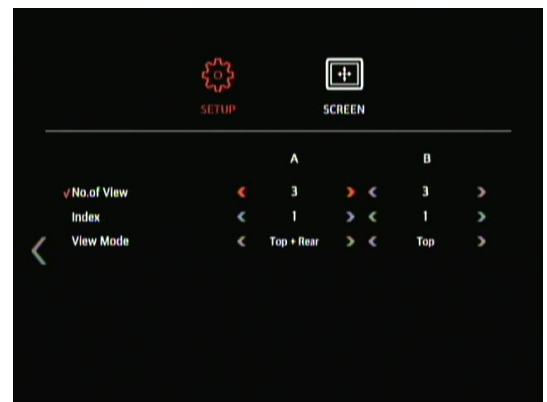 SETUP SCREEN
A B
√ No.of View < 3 > < 3 >
Index < 1 > < 1 >
View Mode < Top + Rear > < Top >